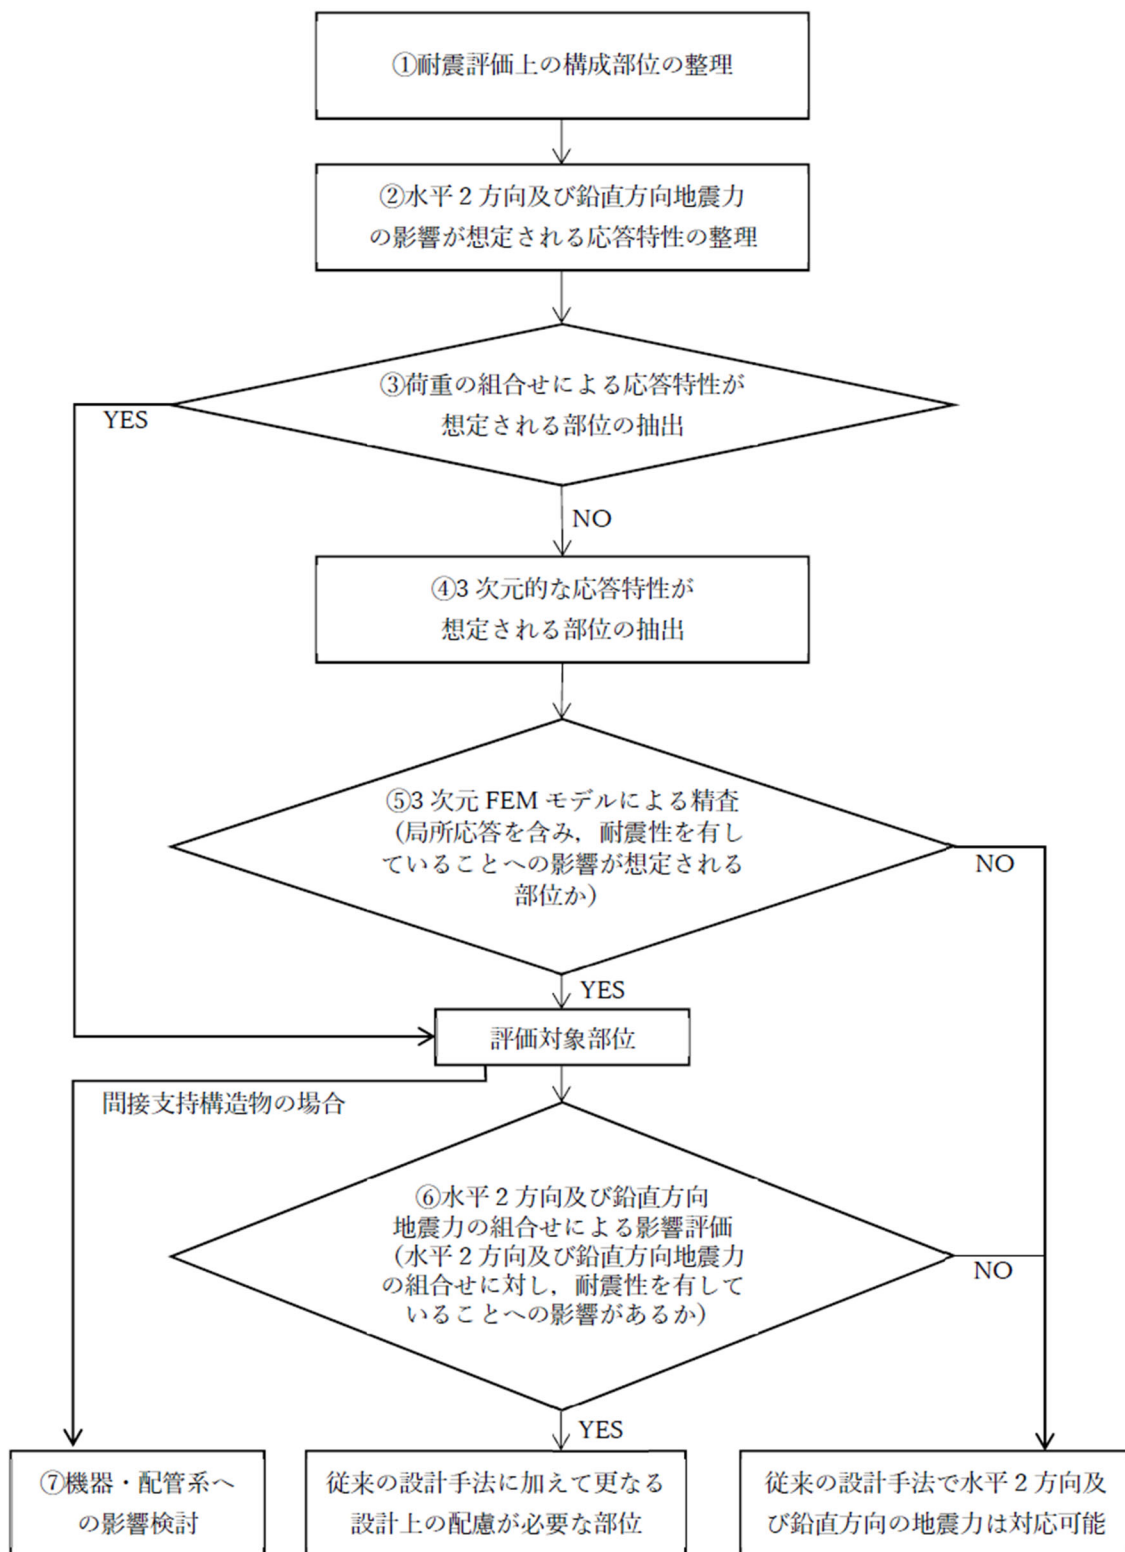 ①耐震評価上の構成部位の整理
②水平 2 方向及び鉛直方向地震力
の影響が想定される応答特性の整理
③荷重の組合せによる応答特性が
想定される部位の抽出
YES
NO
④3 次元的な応答特性が
想定される部位の抽出
⑤3 次元 FEM モデルによる精査
（局所応答を含み，耐震性を有し
ていることへの影響が想定される
部位か）
NO
YES
評価対象部位
間接支持構造物の場合
⑥水平 2 方向及び鉛直方向
地震力の組合せによる影響評価
（水平 2 方向及び鉛直方向地震力
の組合せに対し，耐震性を有して
いることへの影響があるか）
NO
YES
⑦機器・配管系へ
の影響検討
従来の設計手法に加えて更なる
設計上の配慮が必要な部位
従来の設計手法で水平 2 方向及
び鉛直方向の地震力は対応可能